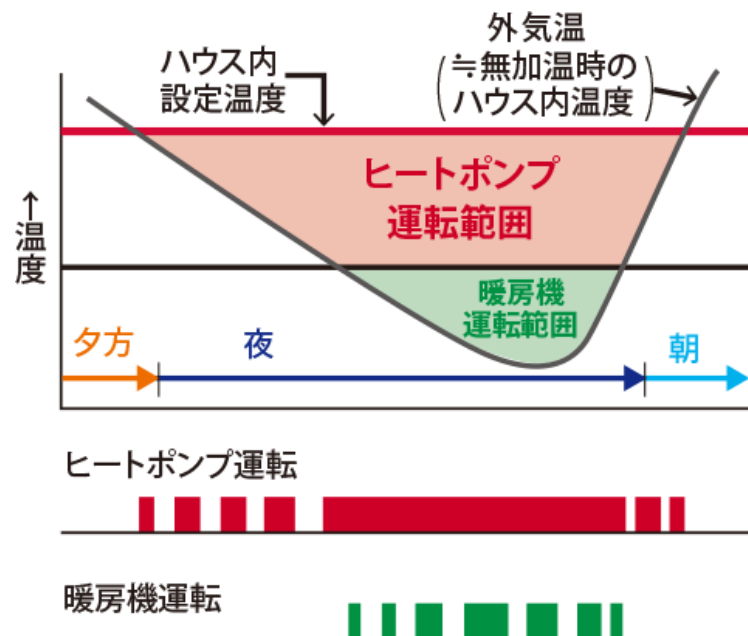 ハウス内
設定温度
外気温
(≒無加温時の
ハウス内温度)
ヒートポンプ
運転範囲
↑温度
暖房機
運転範囲
夕方
夜
朝
ヒートポンプ運転
暖房機運転